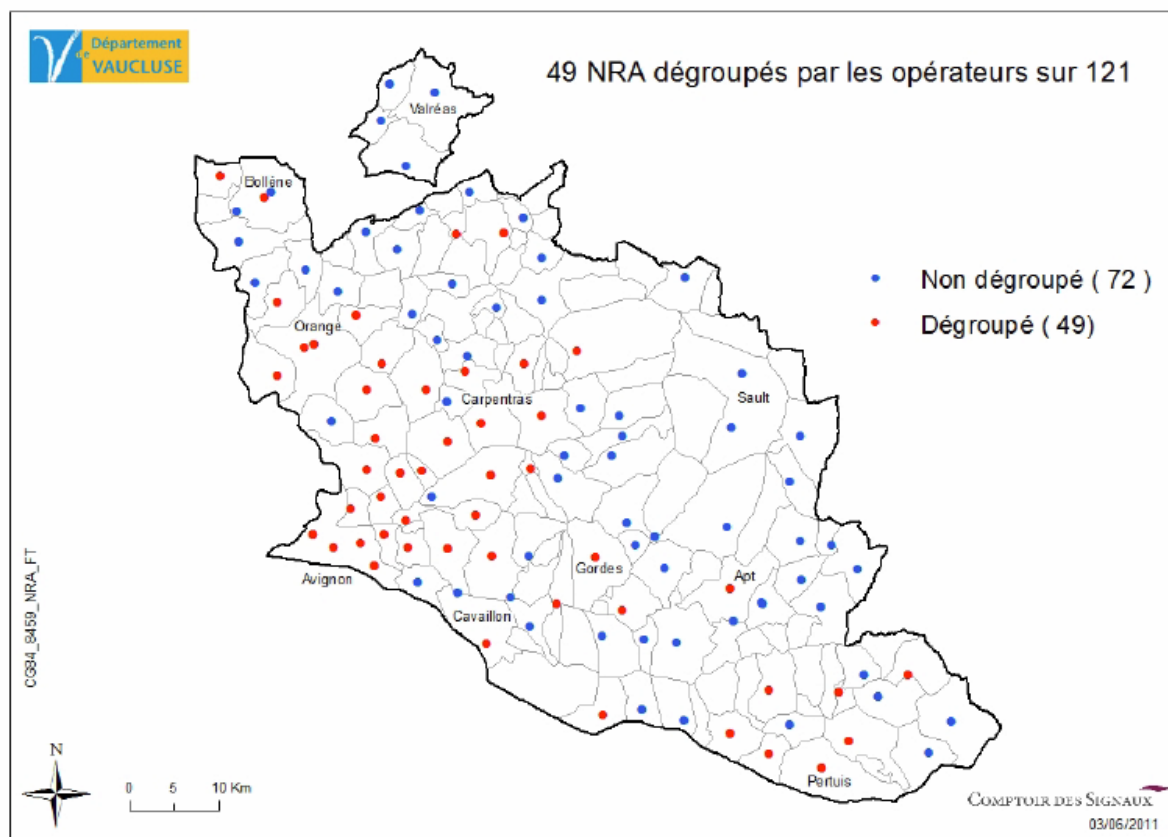 Département
de VAUCLUSE
49 NRA dégroupés par les opérateurs sur 121
Valréas
Bollène
Non dégroupé ( 72 )
Dégroupé ( 49)
Orange
Carpentras
Sault
Gordes
Apt
Avignon
Cavaillon
Pertuis
CG84_8459_NRA_FT
N
0 5 10 Km
COMPTOIR DES SIGNAUX
03/06/2011